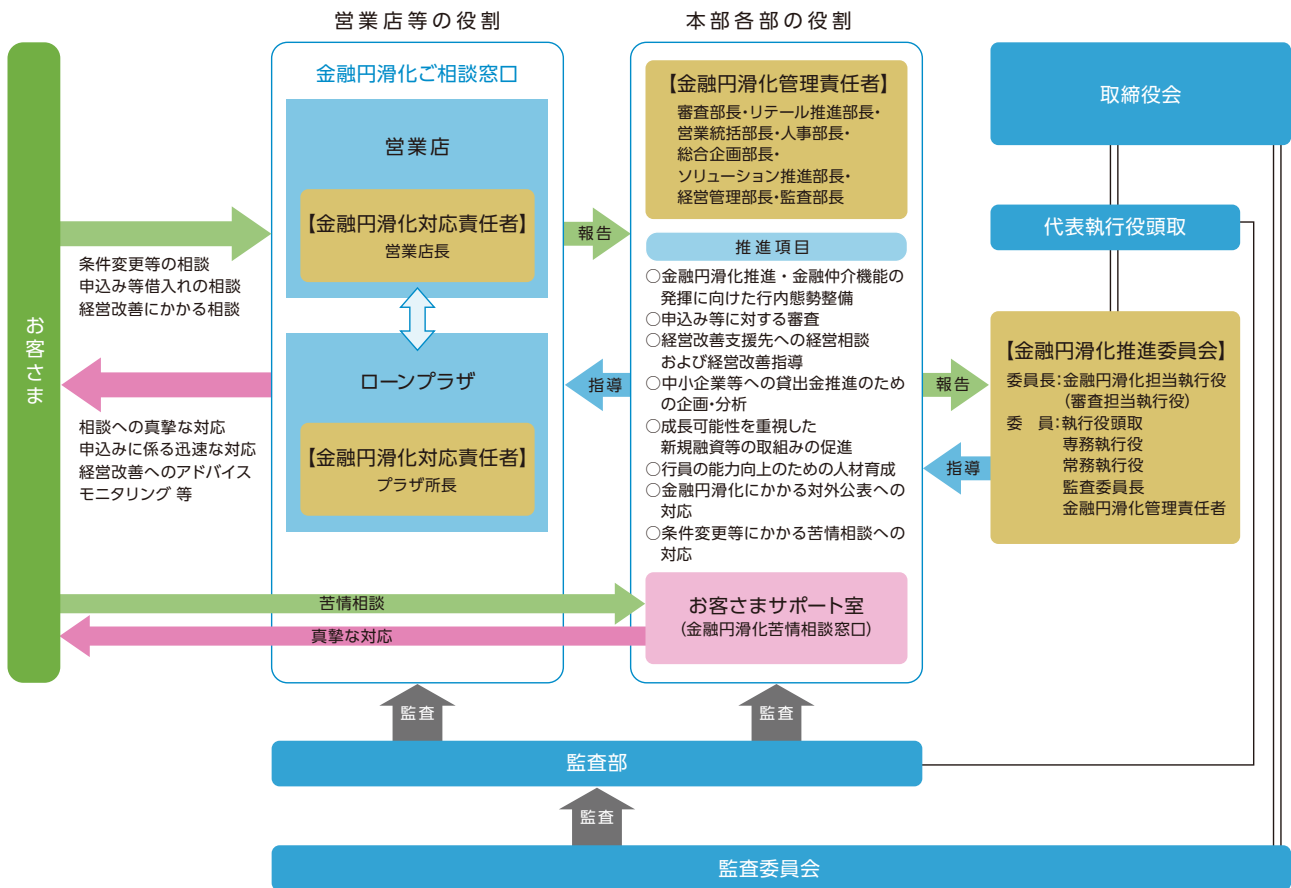 営業店等の役割
本部各部の役割
お客さま
条件変更等の相談
申込み等借入れの相談
経営改善にかかる相談
相談への真摯な対応
申込みに係る迅速な対応
経営改善へのアドバイス
モニタリング 等
金融円滑化ご相談窓口
営業店
【金融円滑化対応責任者】
営業店長
ローンプラザ
【金融円滑化対応責任者】
プラザ所長
報告
指導
【金融円滑化管理責任者】
審査部長・リテール推進部長・
営業統括部長・人事部長・
総合企画部長・
ソリューション推進部長・
経営管理部長・監査部長
推進項目
○金融円滑化推進・金融仲介機能の
発揮に向けた行内態勢整備
○申込み等に対する審査
○経営改善支援先への経営相談
および経営改善指導
○中小企業等への貸出金推進のため
の企画・分析
○成長可能性を重視した
新規融資等の取組みの促進
○行員の能力向上のための人材育成
○金融円滑化にかかる対外公表への
対応
○条件変更等にかかる苦情相談への
対応
報告
指導
取締役会
代表執行役頭取
【金融円滑化推進委員会】
委員長：金融円滑化担当執行役
(審査担当執行役)
委　員：執行役頭取
専務執行役
常務執行役
監査委員長
金融円滑化管理責任者
苦情相談
真摯な対応
お客さまサポート室
(金融円滑化苦情相談窓口)
監査
監査
監査部
監査
監査委員会